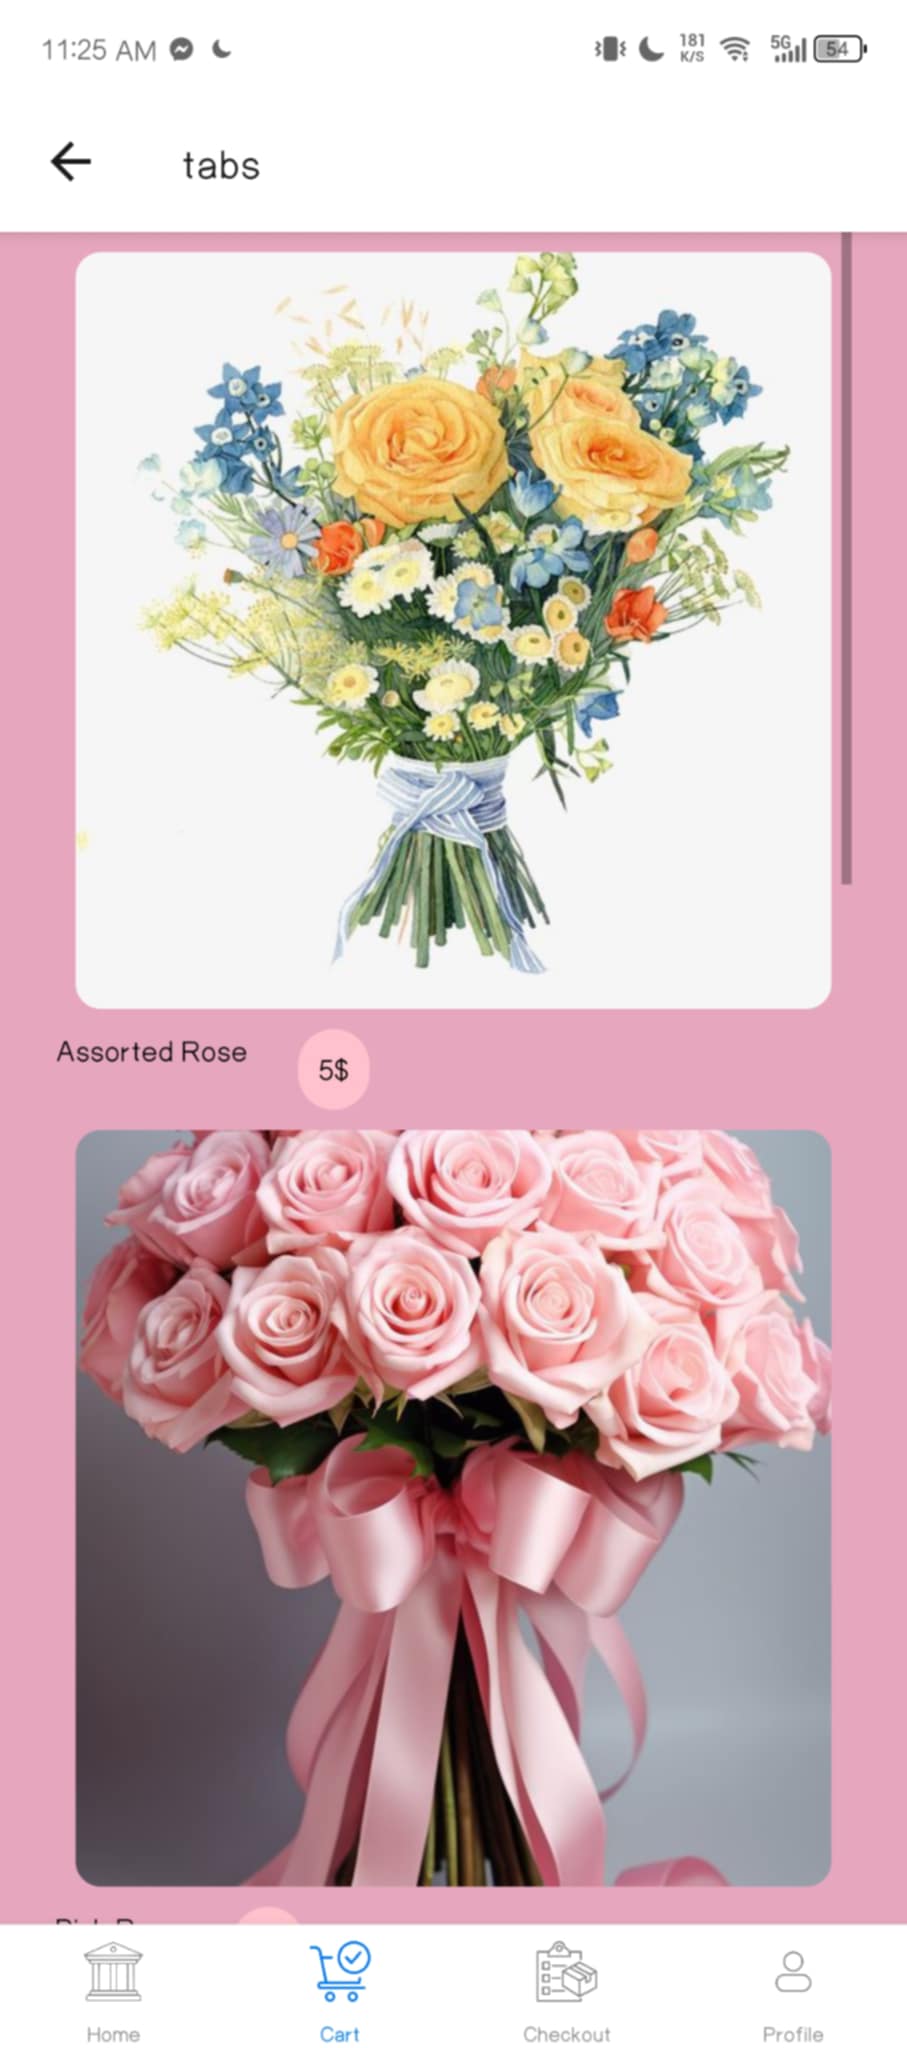 11:25 AM
181
K/S
5G
54
tabs
Assorted Rose
5$
Home
Cart
Checkout
Profile